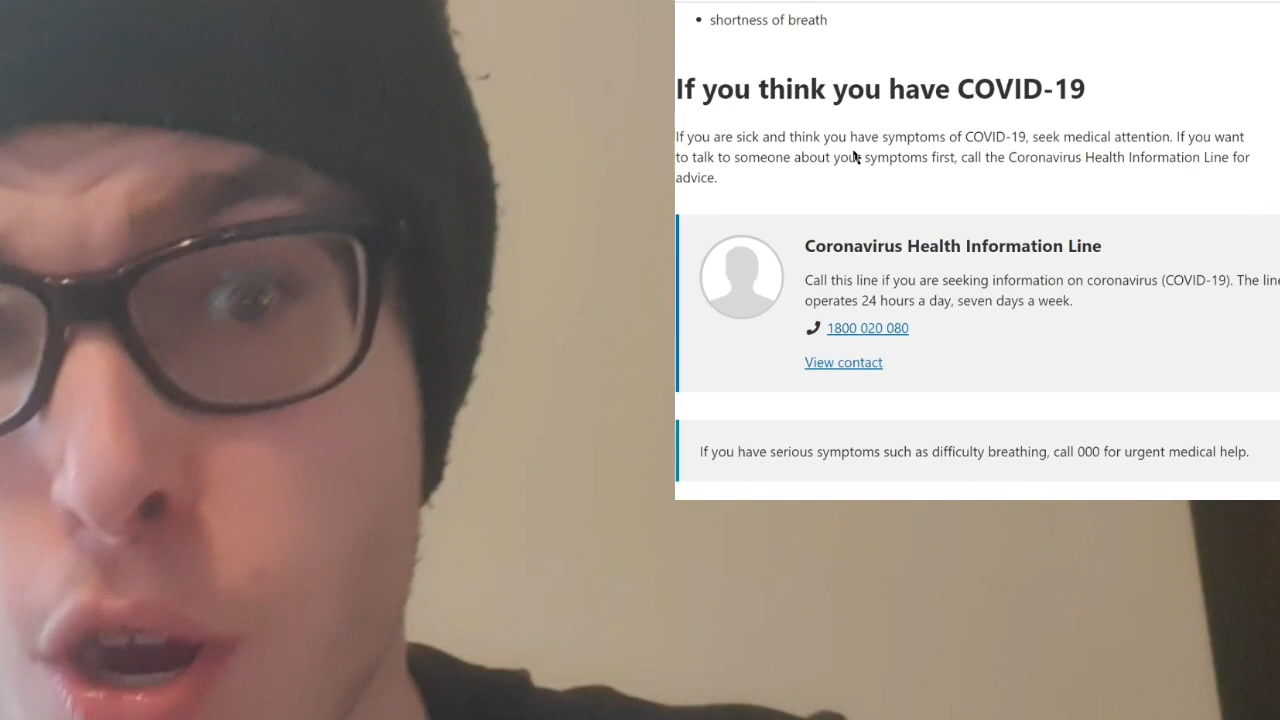 shortness of breath
If you think you have COVID-19
If you are sick and think you have symptoms of COVID-19, seek medical attention. If you want
to talk to someone about your symptoms first, call the Coronavirus Health Information Line for
advice.
Coronavirus Health Information Line
Call this line if you are seeking information on coronavirus (COVID-19). The line
operates 24 hours a day, seven days a week.
1800 020 080
View contact
If you have serious symptoms such as difficulty breathing, call 000 for urgent medical help.